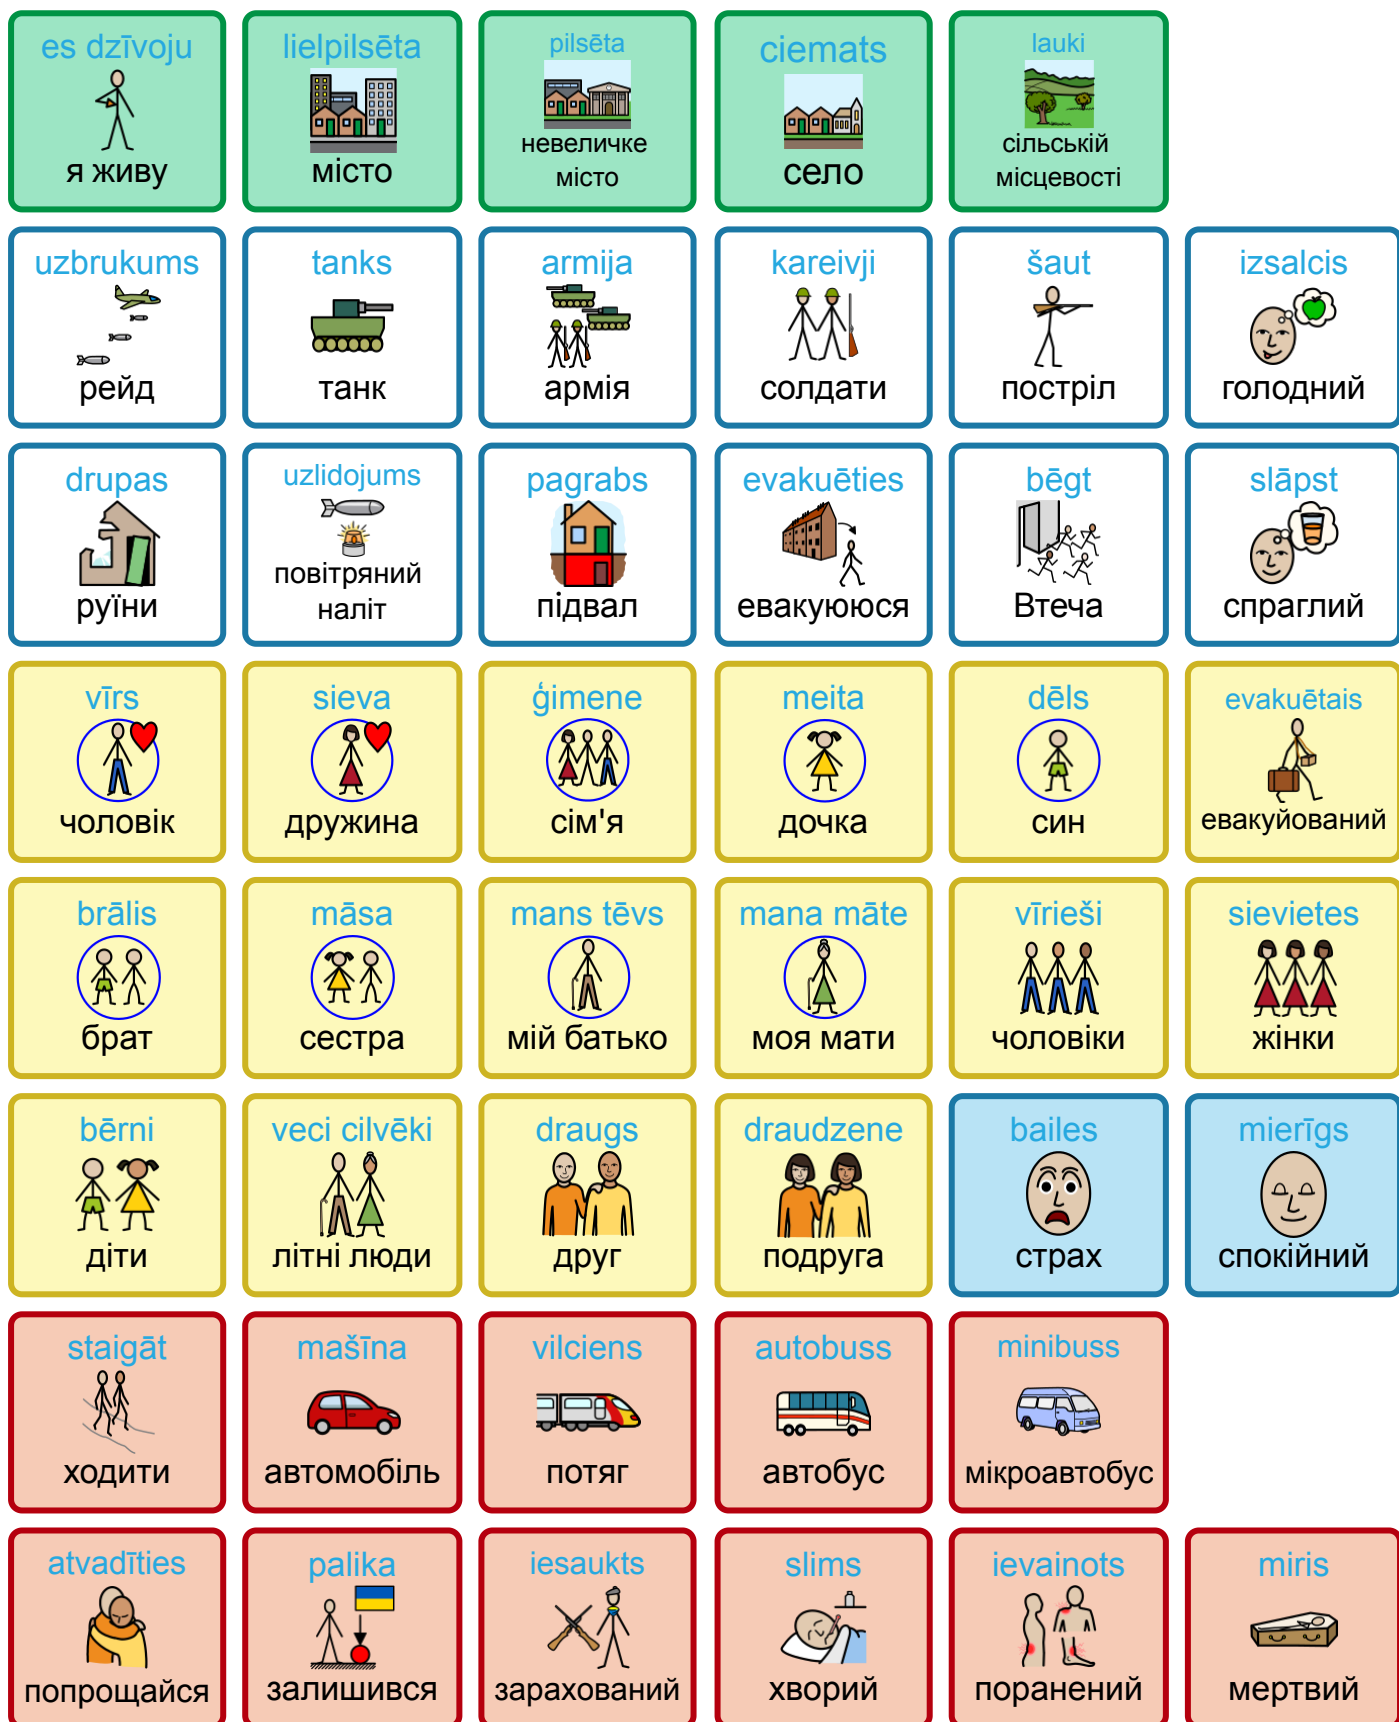 es dzīvoju
lielpilsēta
pilsēta
ciemats
lauki
я живу
місто
невеличке
місто
село
сільській
місцевості
uzbrukums
tanks
armija
kareivji
šaut
izsalcis
рейд
танк
армія
солдати
постріл
голодний
drupas
uzlidojums
pagrabs
evakuēties
bēgt
slāpst
руїни
повітряний
наліт
підвал
евакуююся
Втеча
спраглий
vīrs
sieva
ģimene
meita
dēls
evakuētais
чоловік
дружина
сім'я
дочка
син
евакуйований
brālis
māsa
mans tēvs
mana māte
vīrieši
sievietes
брат
сестра
мій батько
моя мати
чоловіки
жінки
bērni
veci cilvēki
draugs
draudzene
bailes
mierīgs
діти
літні люди
друг
подруга
страх
спокійний
staigāt
mašīna
vilciens
autobuss
minibuss
ходити
автомобіль
потяг
автобус
мікроавтобус
atvadīties
palika
iesaukts
slims
ievainots
miris
попрощайся
залишився
зарахований
хворий
поранений
мертвий